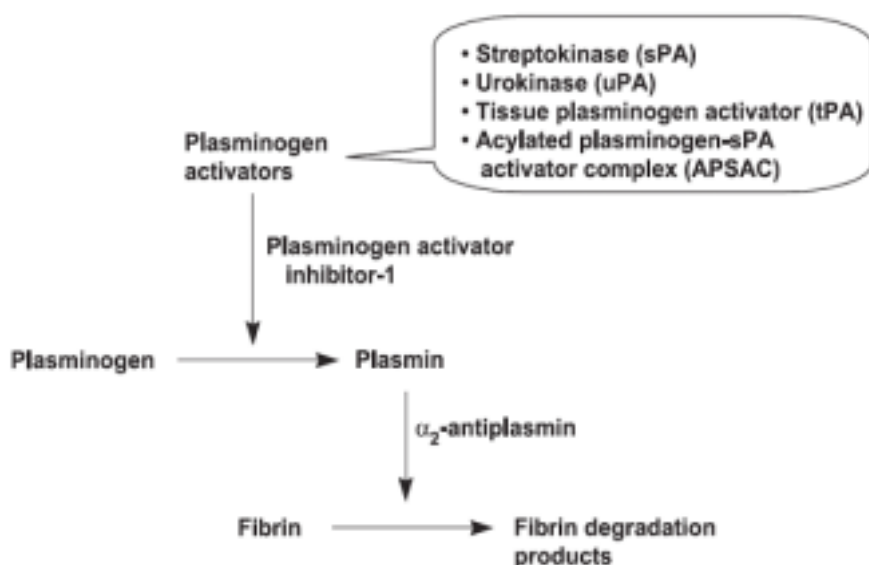 • Streptokinase (sPA)
• Urokinase (uPA)
• Tissue plasminogen activator (tPA)
• Acylated plasminogen-sPA
activator complex (APSAC)
Plasminogen
activators
Plasminogen activator
inhibitor-1
Plasminogen
Plasmin
α₂-antiplasmin
Fibrin
Fibrin degradation
products